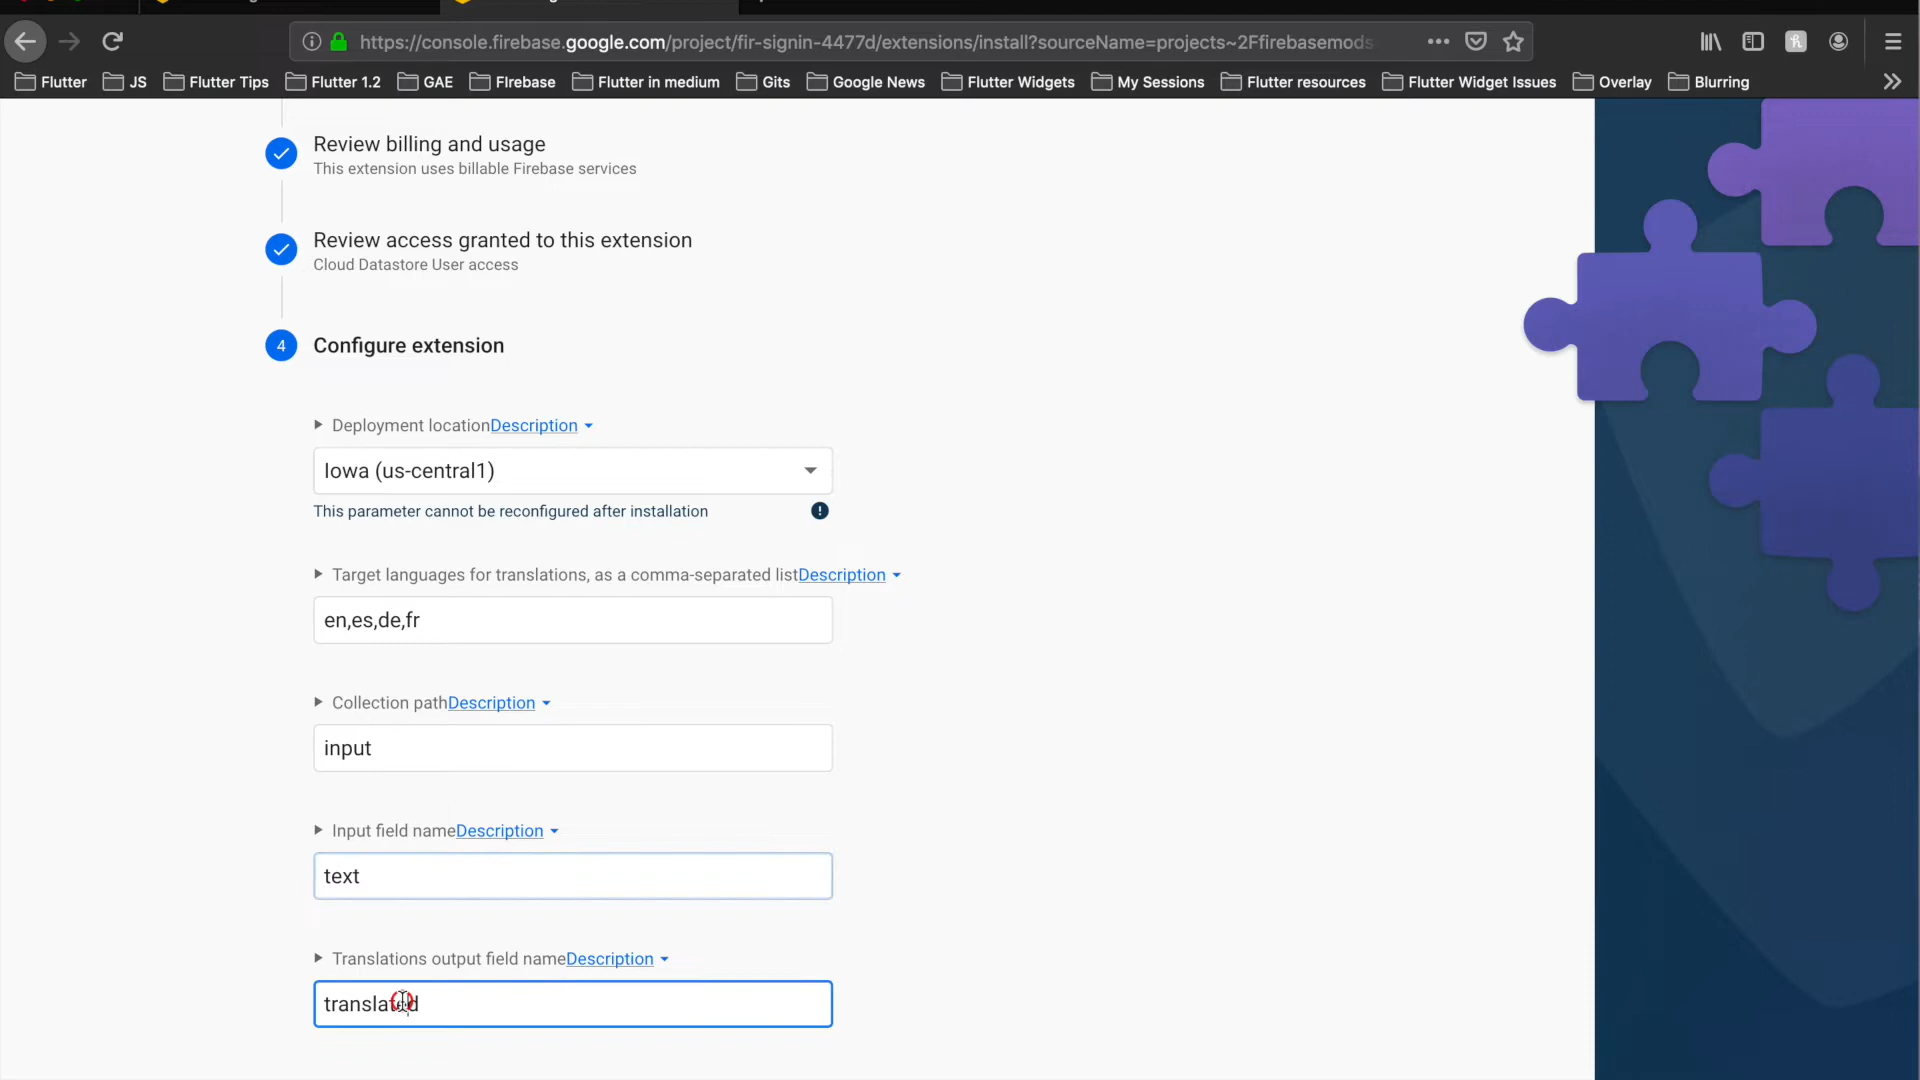 https://console.firebase.google.com/project/fir-signin-4477d/extensions/install?sourceName=projects~2Ffirebasemods
Flutter JS Flutter Tips Flutter 1.2 GAE FIrebase Flutter in medium Gits Google News Flutter Widgets My Sessions Flutter resources Flutter Widget Issues Overlay Blurring
Review billing and usage
This extension uses billable Firebase services
Review access granted to this extension
Cloud Datastore User access
4 Configure extension
Deployment locationDescription
Iowa (us-central1)
This parameter cannot be reconfigured after installation
Target languages for translations, as a comma-separated listDescription
en,es,de,fr
Collection pathDescription
input
Input field nameDescription
text
Translations output field nameDescription
translated